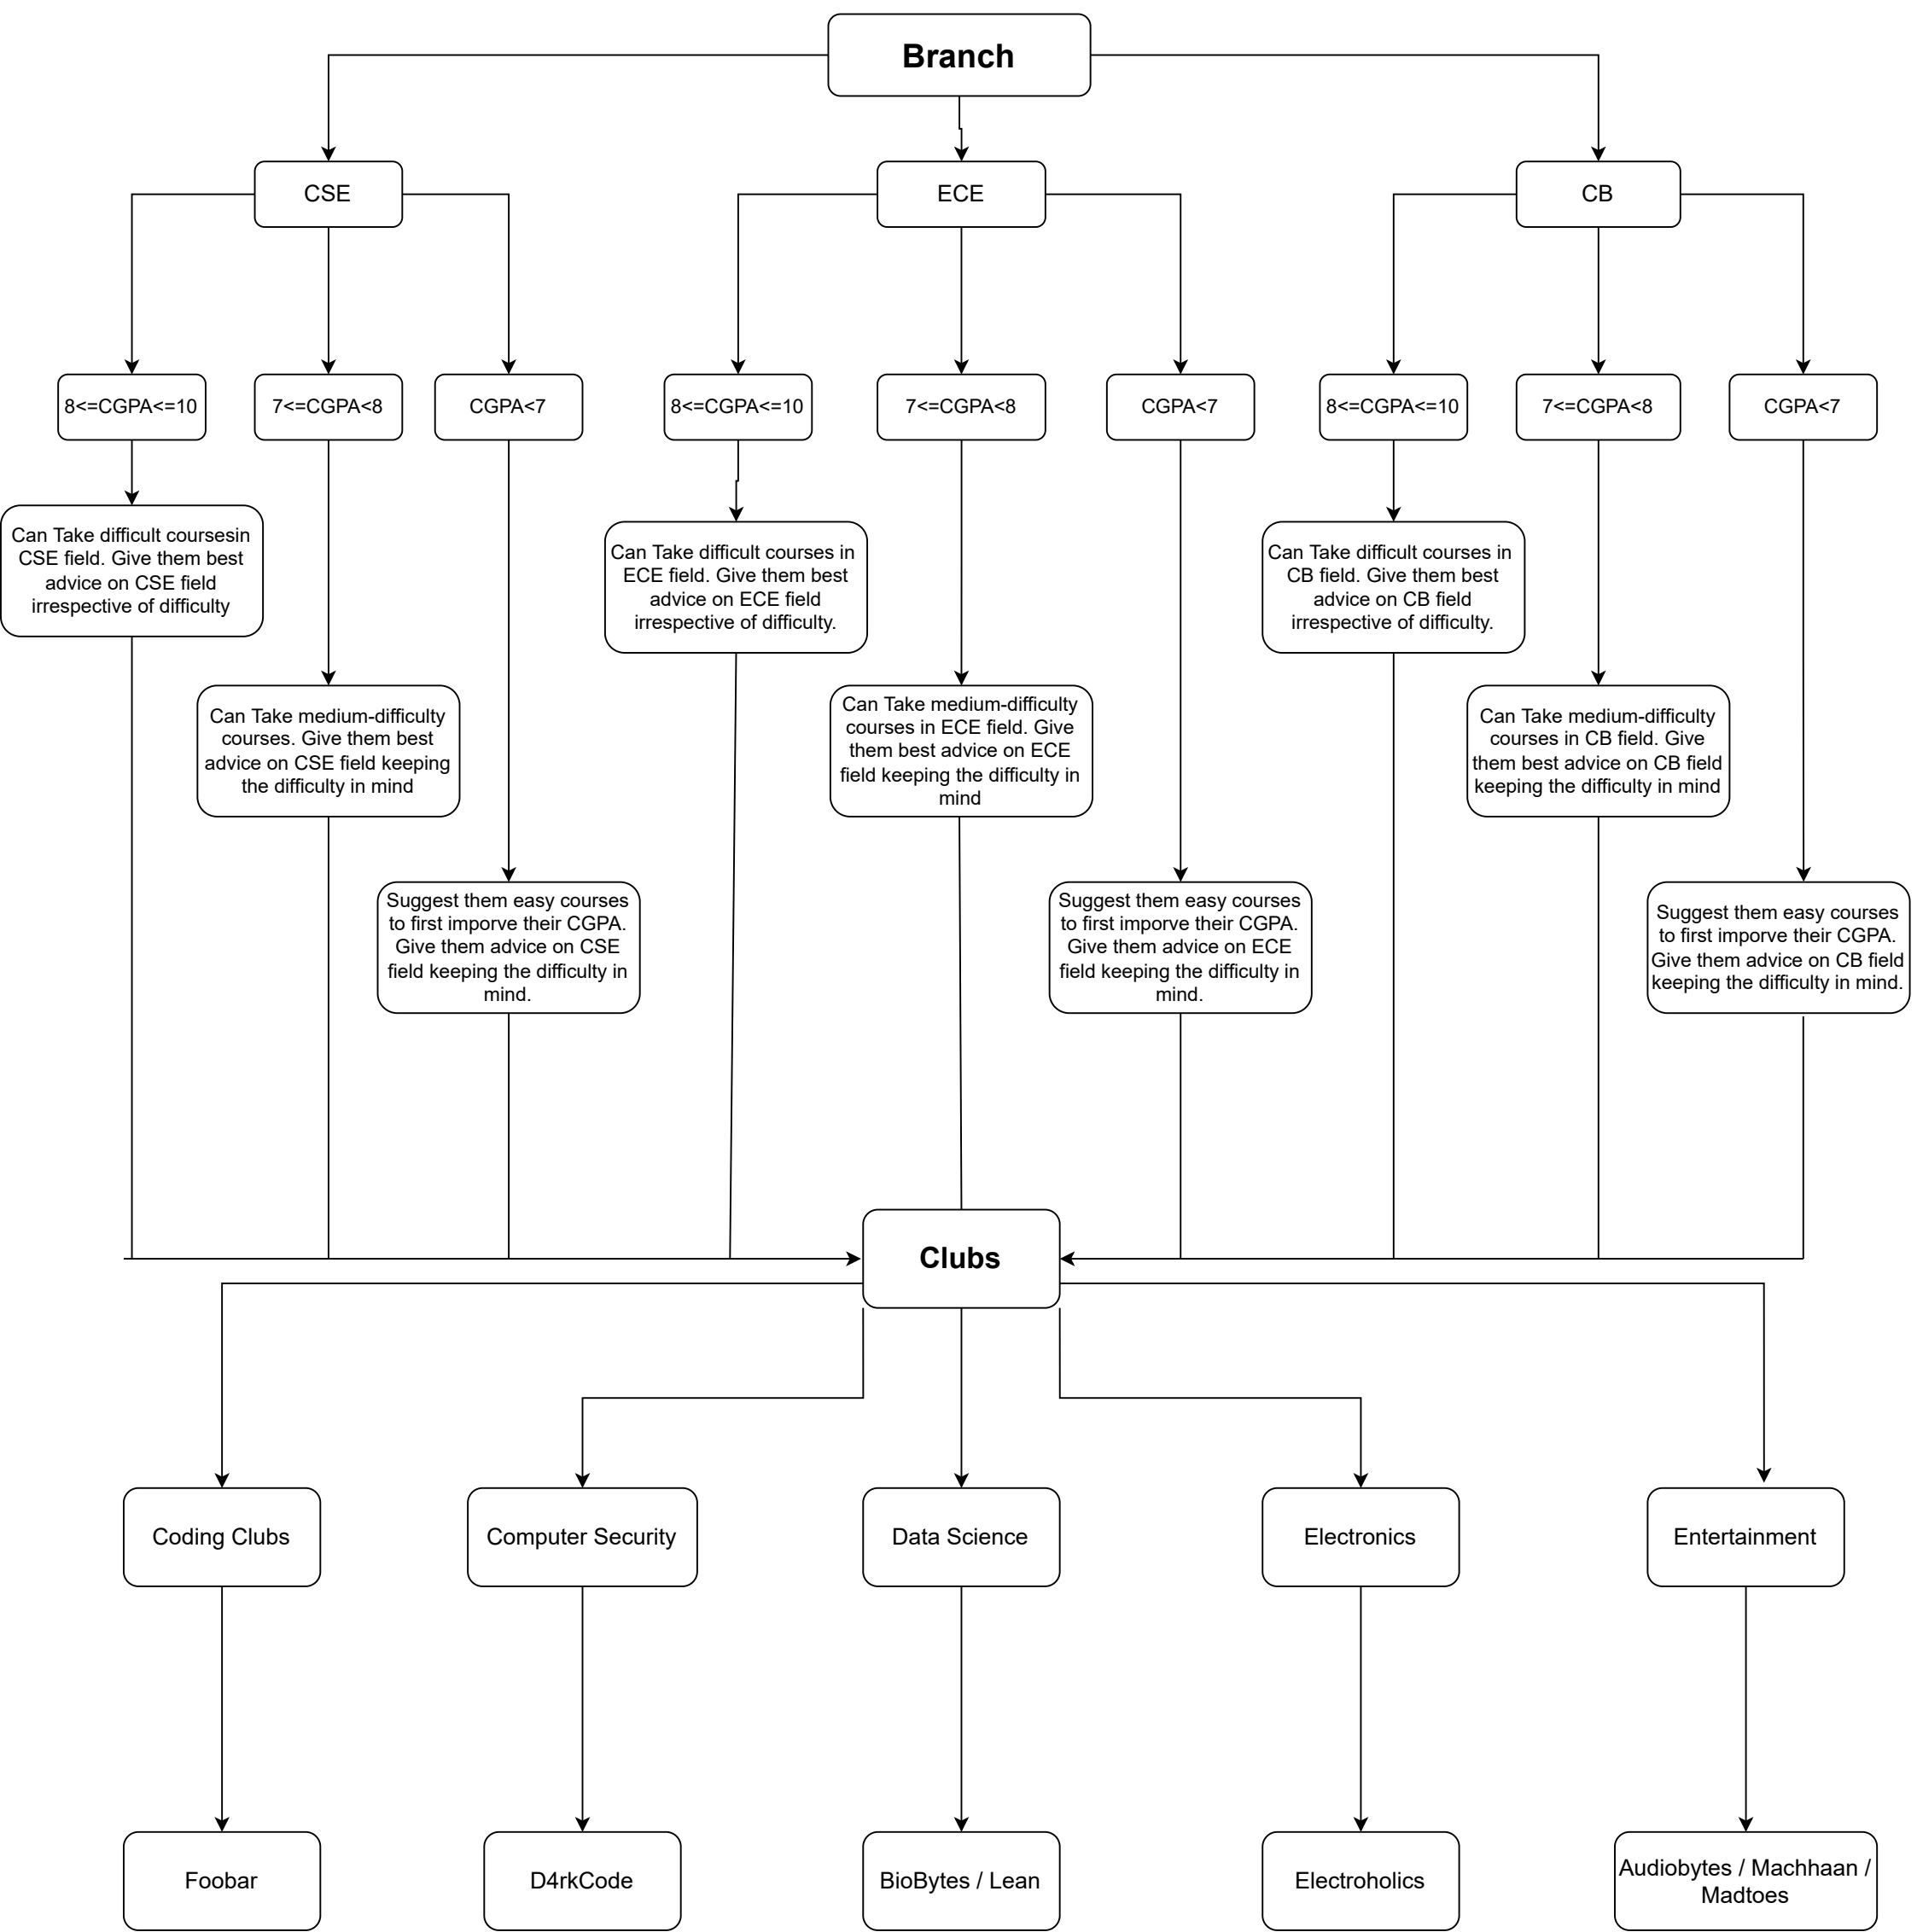 Branch
CSE
ECE
CB
8<=CGPA<=10
7<=CGPA<8
CGPA<7
8<=CGPA<=10
7<=CGPA<8
CGPA<7
8<=CGPA<=10
7<=CGPA<8
CGPA<7
Can Take difficult coursesin
CSE field. Give them best
advice on CSE field
irrespective of difficulty
Can Take difficult courses in
ECE field. Give them best
advice on ECE field
irrespective of difficulty.
Can Take difficult courses in
CB field. Give them best
advice on CB field
irrespective of difficulty.
Can Take medium-difficulty
courses. Give them best
advice on CSE field keeping
the difficulty in mind
Can Take medium-difficulty
courses in ECE field. Give
them best advice on ECE
field keeping the difficulty in
mind
Can Take medium-difficulty
courses in CB field. Give
them best advice on CB field
keeping the difficulty in mind
Suggest them easy courses
to first imporve their CGPA.
Give them advice on CSE
field keeping the difficulty in
mind.
Suggest them easy courses
to first imporve their CGPA.
Give them advice on ECE
field keeping the difficulty in
mind.
Suggest them easy courses
to first imporve their CGPA.
Give them advice on CB field
keeping the difficulty in mind.
Clubs
Coding Clubs
Computer Security
Data Science
Electronics
Entertainment
Foobar
D4rkCode
BioBytes / Lean
Electroholics
Audiobytes / Machhaan /
Madtoes